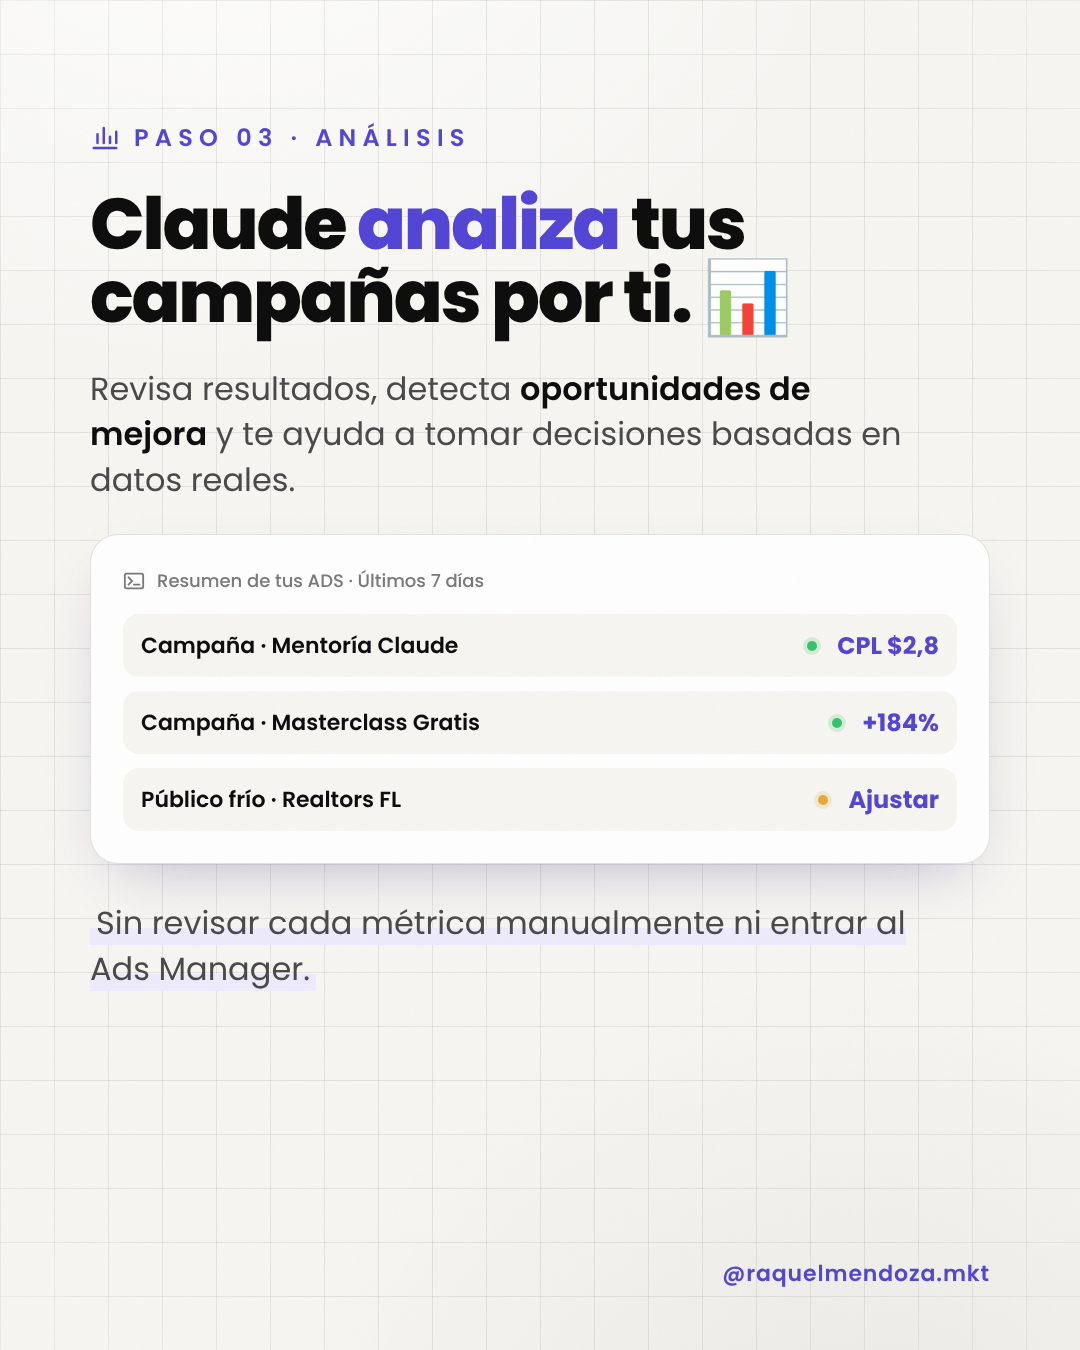 PASO 03 · ANÁLISIS
Claude analiza tus
campañas por ti. 📊
Revisa resultados, detecta oportunidades de
mejora y te ayuda a tomar decisiones basadas en
datos reales.
Resumen de tus ADS · Últimos 7 días
Campaña · Mentoría Claude CPL $2,8
Campaña · Masterclass Gratis +184%
Público frío · Realtors FL Ajustar
Sin revisar cada métrica manualmente ni entrar al
Ads Manager.
@raquelmendoza.mkt